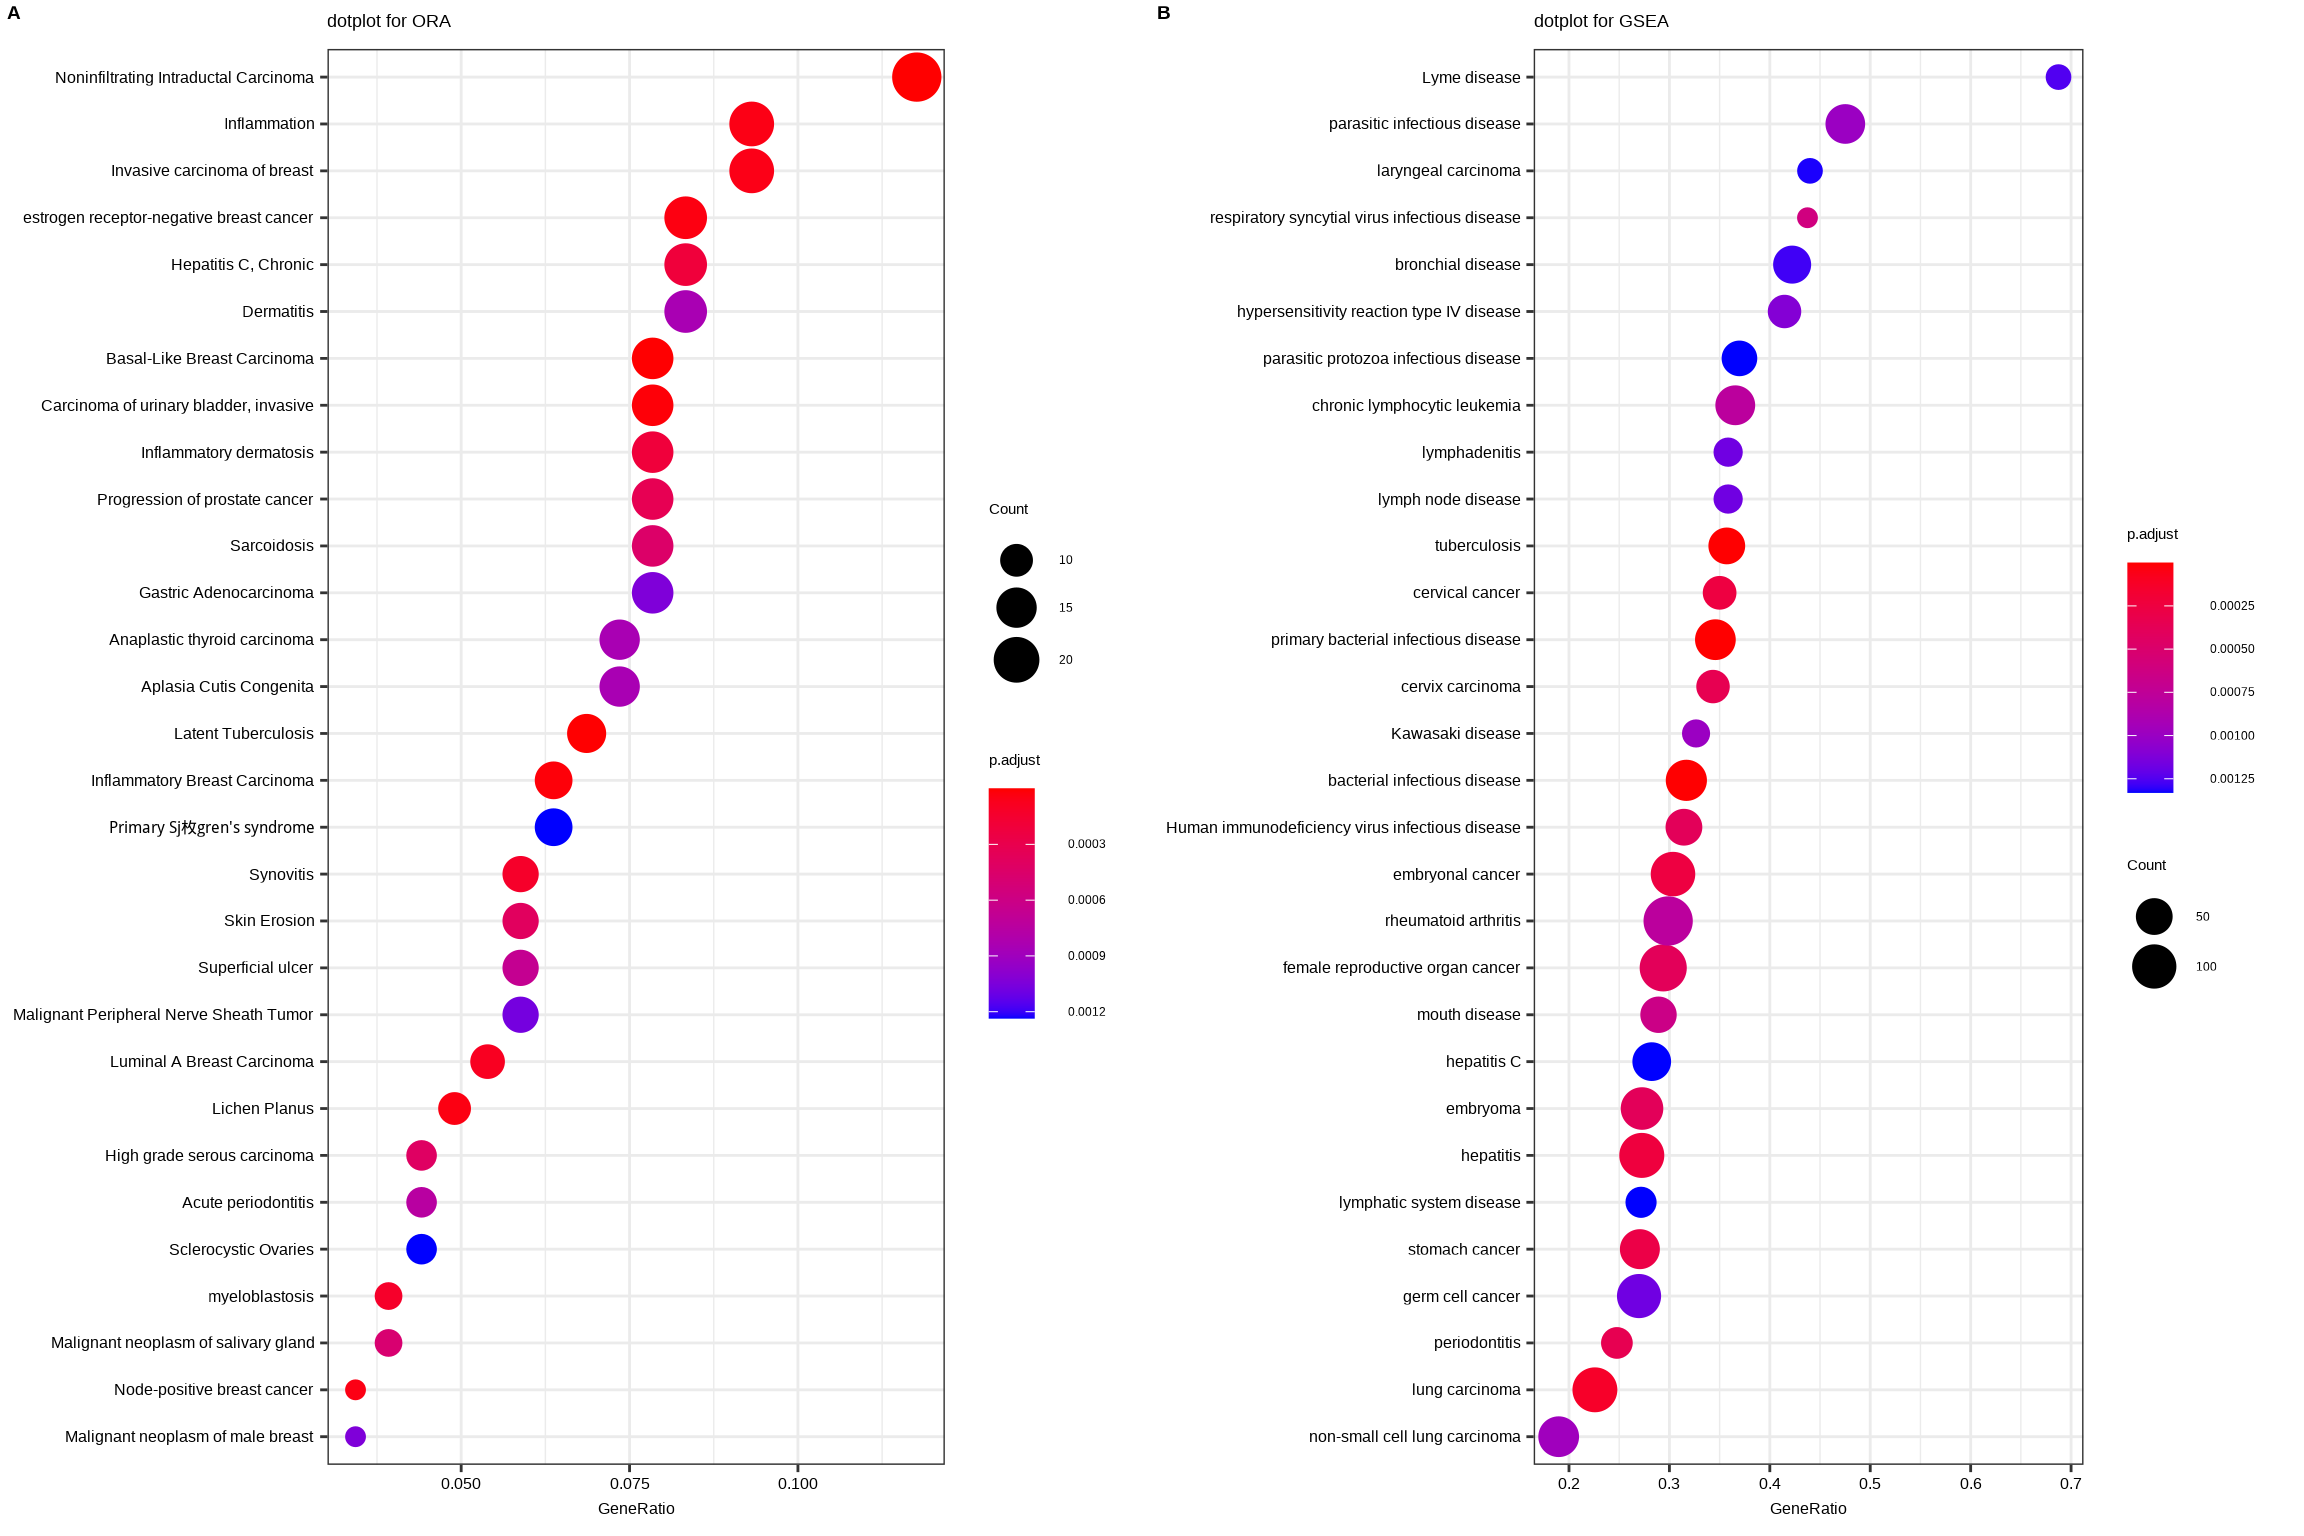 A
dotplot for ORA
Noninfiltrating Intraductal Carcinoma
Inflammation
Invasive carcinoma of breast
estrogen receptor-negative breast cancer
Hepatitis C, Chronic
Dermatitis
Basal-Like Breast Carcinoma
Carcinoma of urinary bladder, invasive
Inflammatory dermatosis
Progression of prostate cancer
Sarcoidosis
Gastric Adenocarcinoma
Anaplastic thyroid carcinoma
Aplasia Cutis Congenita
Latent Tuberculosis
Inflammatory Breast Carcinoma
Primary Sj枚gren's syndrome
Synovitis
Skin Erosion
Superficial ulcer
Malignant Peripheral Nerve Sheath Tumor
Luminal A Breast Carcinoma
Lichen Planus
High grade serous carcinoma
Acute periodontitis
Sclerocystic Ovaries
myeloblastosis
Malignant neoplasm of salivary gland
Node-positive breast cancer
Malignant neoplasm of male breast
0.050 0.075 0.100
GeneRatio
Count
10
15
20
p.adjust
0.0003
0.0006
0.0009
0.0012
B
dotplot for GSEA
Lyme disease
parasitic infectious disease
laryngeal carcinoma
respiratory syncytial virus infectious disease
bronchial disease
hypersensitivity reaction type IV disease
parasitic protozoa infectious disease
chronic lymphocytic leukemia
lymphadenitis
lymph node disease
tuberculosis
cervical cancer
primary bacterial infectious disease
cervix carcinoma
Kawasaki disease
bacterial infectious disease
Human immunodeficiency virus infectious disease
embryonal cancer
rheumatoid arthritis
female reproductive organ cancer
mouth disease
hepatitis C
embryoma
hepatitis
lymphatic system disease
stomach cancer
germ cell cancer
periodontitis
lung carcinoma
non-small cell lung carcinoma
0.2 0.3 0.4 0.5 0.6 0.7
GeneRatio
p.adjust
0.00025
0.00050
0.00075
0.00100
0.00125
Count
50
100